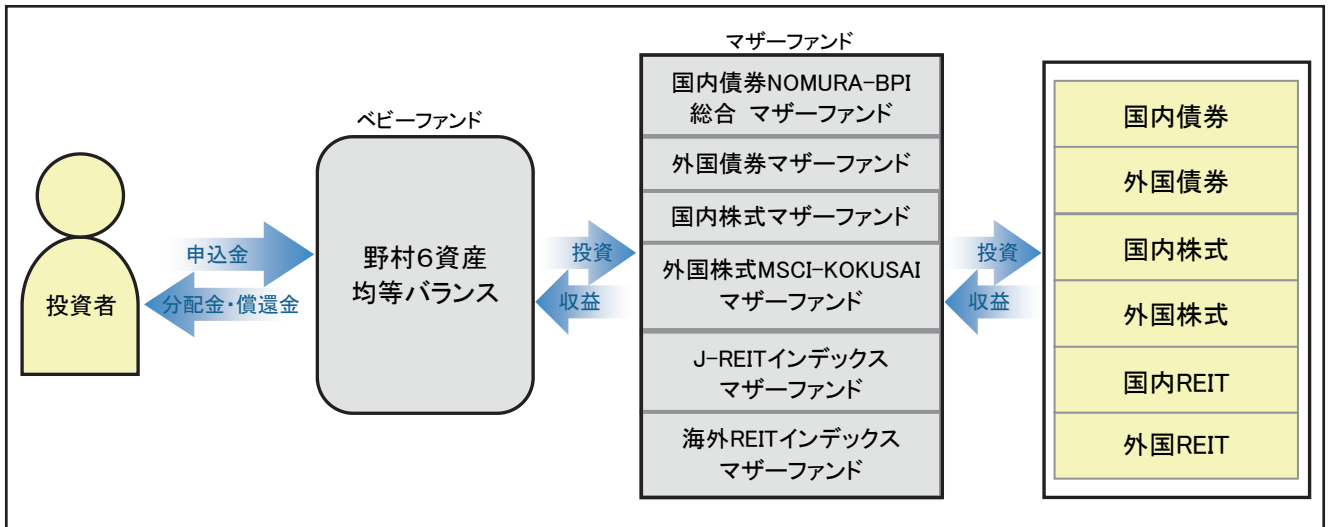 投資者
申込金
分配金・償還金
ベビーファンド
野村6資産
均等バランス
投資
収益
マザーファンド
国内債券NOMURA-BPI
総合 マザーファンド
外国債券マザーファンド
国内株式マザーファンド
外国株式MSCI-KOKUSAI
マザーファンド
J-REITインデックス
マザーファンド
海外REITインデックス
マザーファンド
投資
収益
国内債券
外国債券
国内株式
外国株式
国内REIT
外国REIT